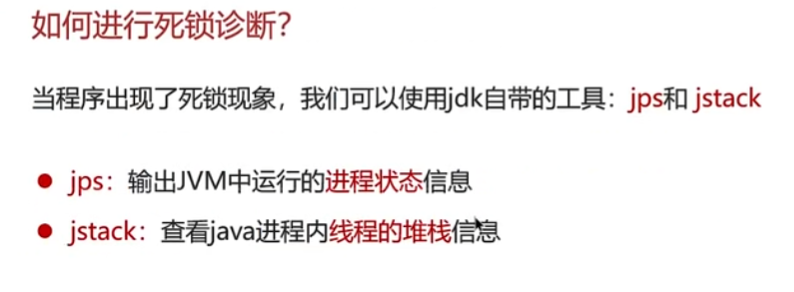 如何进行死锁诊断？
当程序出现了死锁现象，我们可以使用jdk自带的工具：jps和 jstack
● jps：输出JVM中运行的进程状态信息
● jstack：查看java进程内线程的堆栈信息